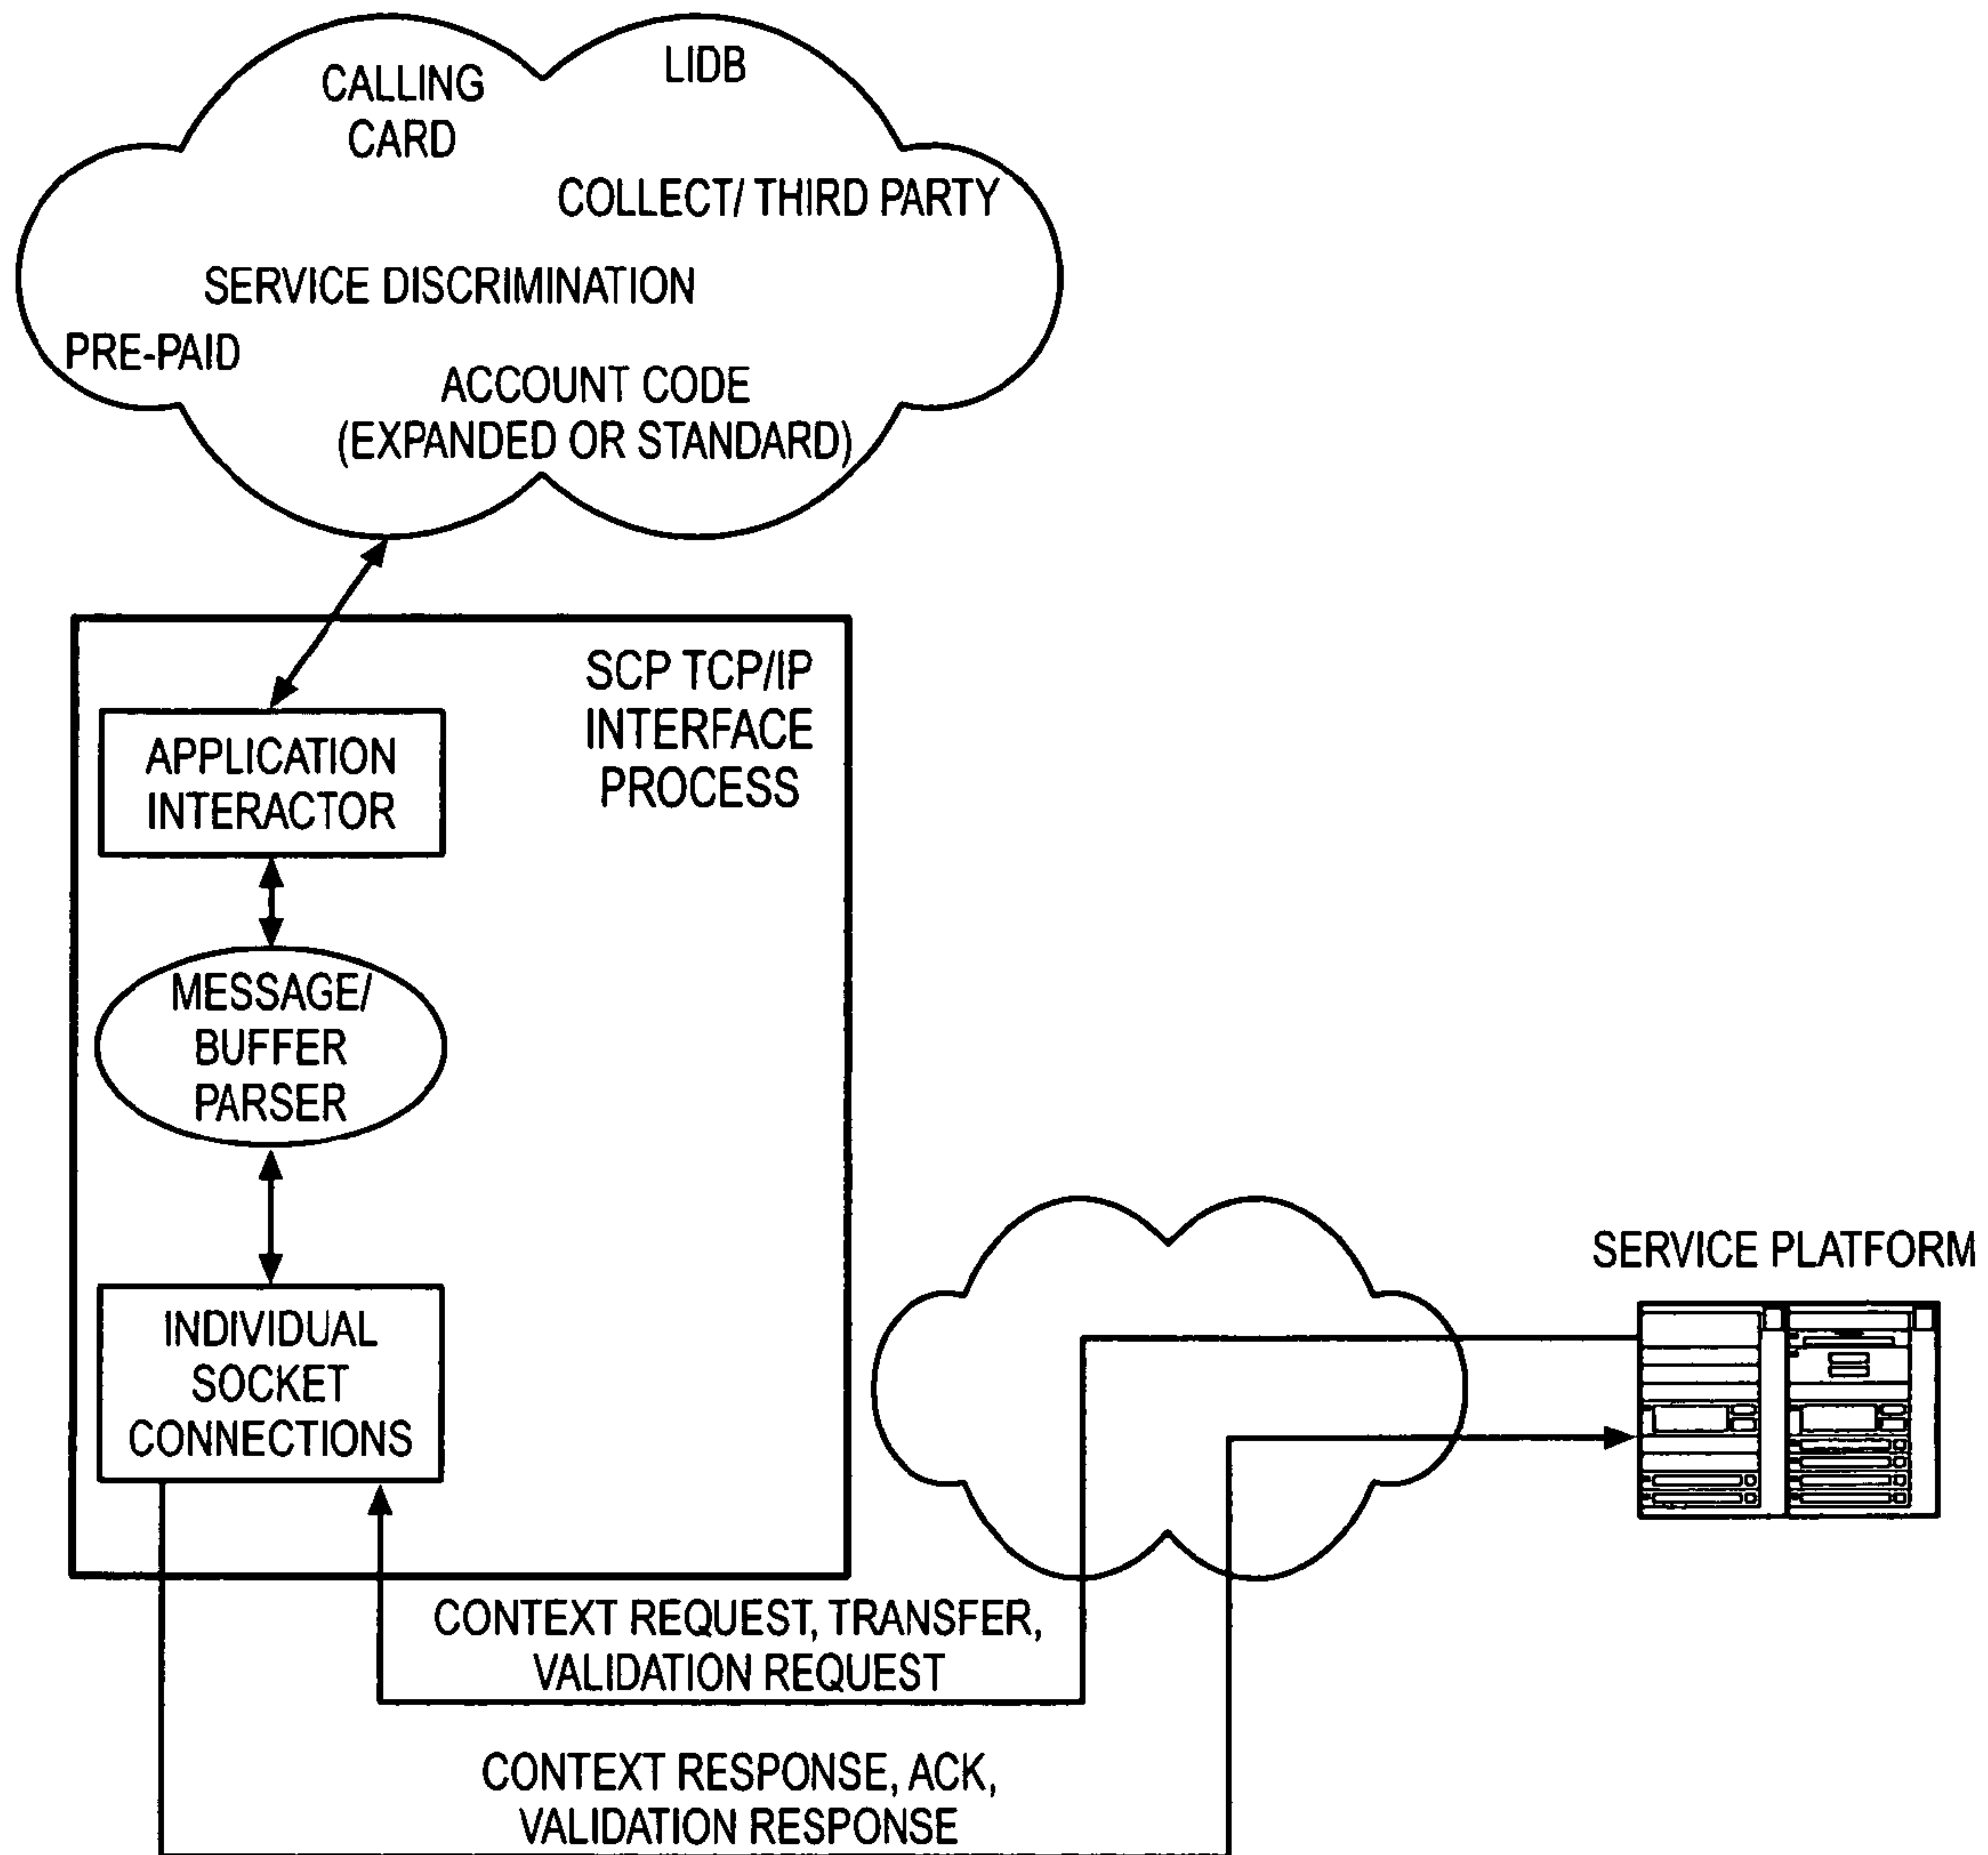 CALLING
CARD
LIDB
COLLECT/ THIRD PARTY
SERVICE DISCRIMINATION
PRE-PAID
ACCOUNT CODE
(EXPANDED OR STANDARD)
SCP TCP/IP
INTERFACE
PROCESS
APPLICATION
INTERACTOR
MESSAGE/
BUFFER
PARSER
INDIVIDUAL
SOCKET
CONNECTIONS
SERVICE PLATFORM
CONTEXT REQUEST, TRANSFER,
VALIDATION REQUEST
CONTEXT RESPONSE, ACK,
VALIDATION RESPONSE